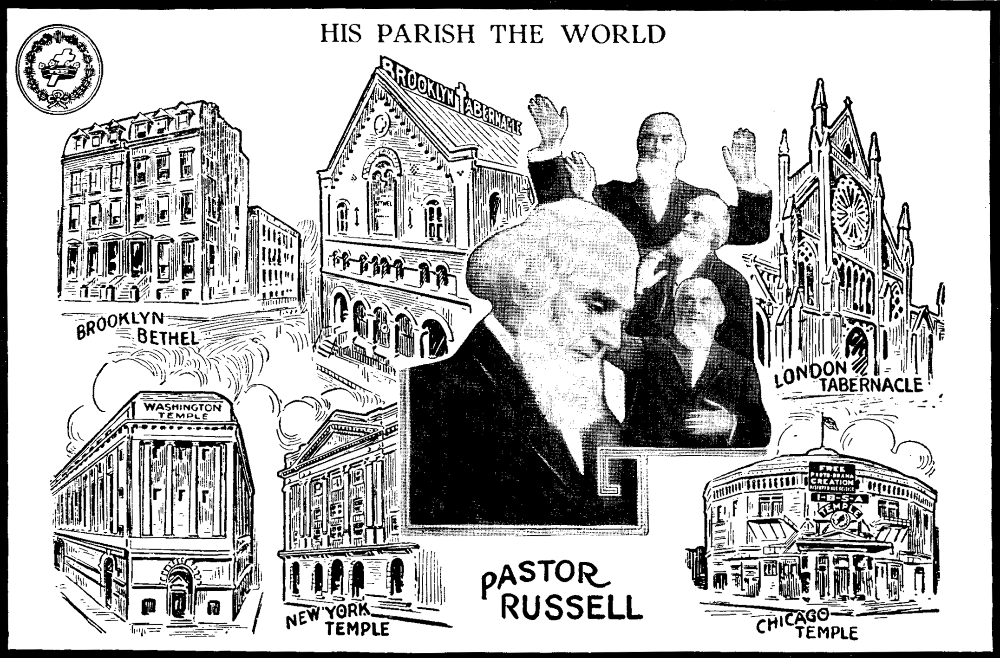 HIS PARISH THE WORLD
BROOKLYN TABERNACLE
BETHEL
BROOKLYN
BETHEL
LONDON
TABERNACLE
WASHINGTON
TEMPLE
FREE
PHOTO-DRAMA
CREATION
I-B-S-A
TEMPLE
PASTOR
RUSSELL
NEW YORK
TEMPLE
CHICAGO
TEMPLE